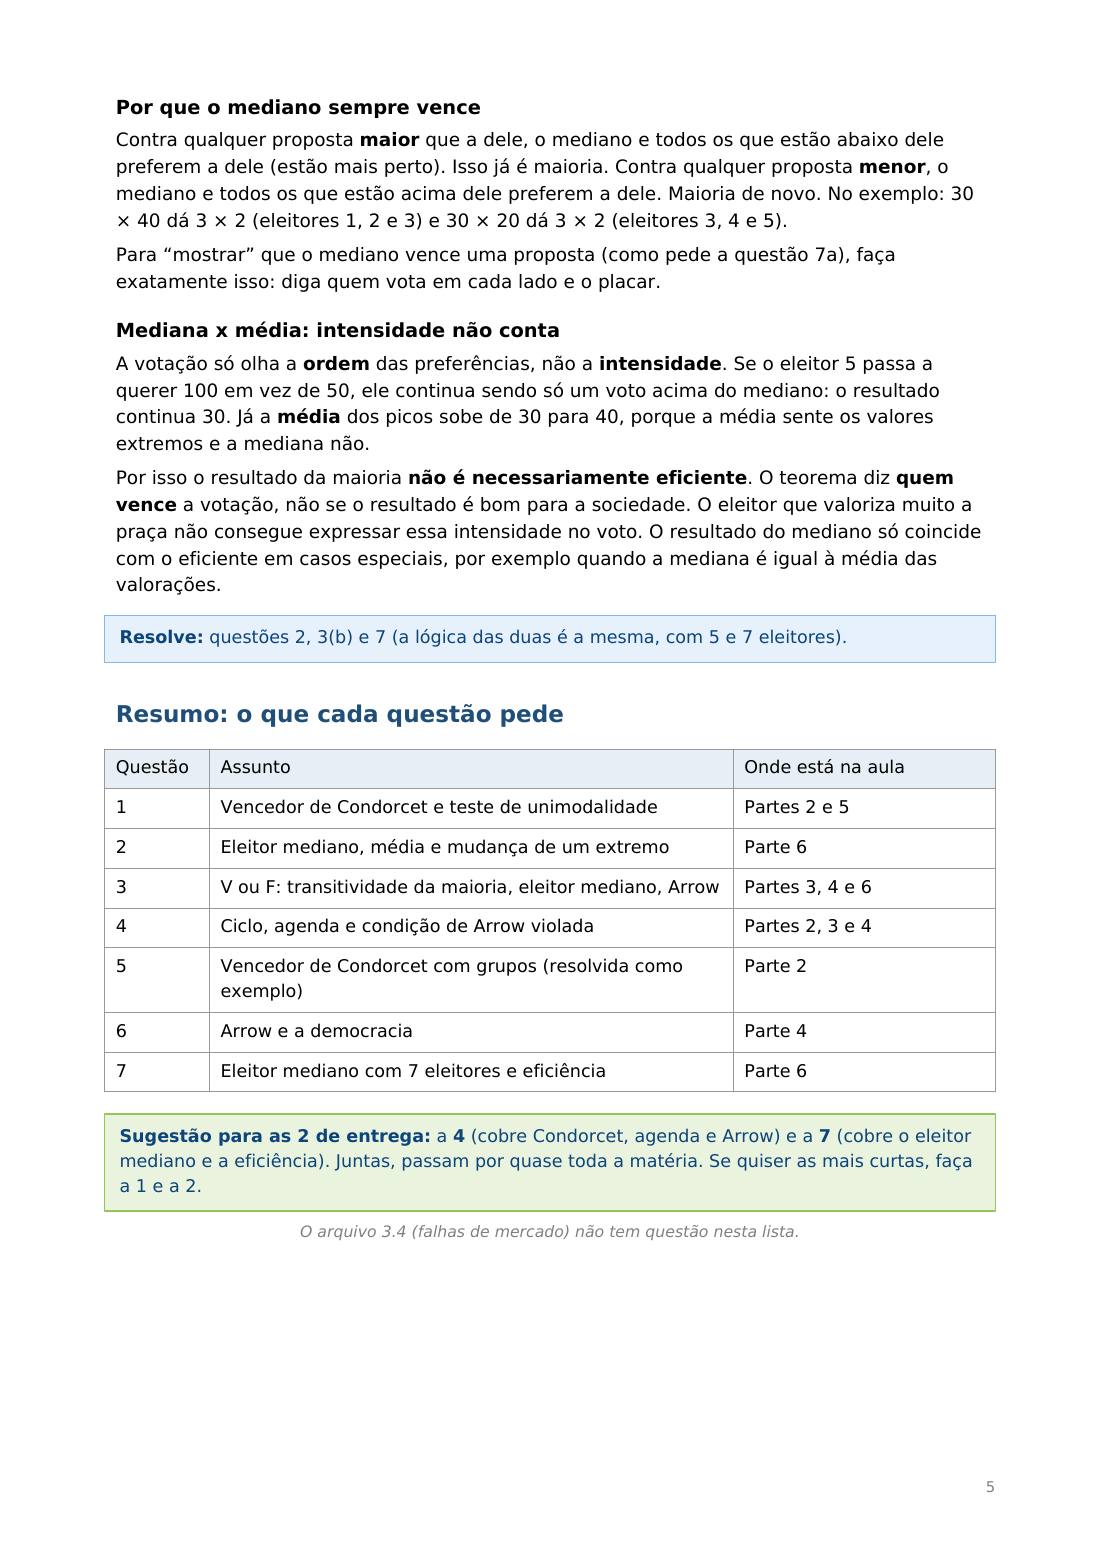 Por que o mediano sempre vence
Contra qualquer proposta maior que a dele, o mediano e todos os que estão abaixo dele
preferem a dele (estão mais perto). Isso já é maioria. Contra qualquer proposta menor, o
mediano e todos os que estão acima dele preferem a dele. Maioria de novo. No exemplo: 30
× 40 dá 3 × 2 (eleitores 1, 2 e 3) e 30 × 20 dá 3 × 2 (eleitores 3, 4 e 5).
Para “mostrar” que o mediano vence uma proposta (como pede a questão 7a), faça
exatamente isso: diga quem vota em cada lado e o placar.
Mediana x média: intensidade não conta
A votação só olha a ordem das preferências, não a intensidade. Se o eleitor 5 passa a
querer 100 em vez de 50, ele continua sendo só um voto acima do mediano: o resultado
continua 30. Já a média dos picos sobe de 30 para 40, porque a média sente os valores
extremos e a mediana não.
Por isso o resultado da maioria não é necessariamente eficiente. O teorema diz quem
vence a votação, não se o resultado é bom para a sociedade. O eleitor que valoriza muito a
praça não consegue expressar essa intensidade no voto. O resultado do mediano só coincide
com o eficiente em casos especiais, por exemplo quando a mediana é igual à média das
valorações.
Resolve: questões 2, 3(b) e 7 (a lógica das duas é a mesma, com 5 e 7 eleitores).
Resumo: o que cada questão pede
Questão Assunto Onde está na aula
1 Vencedor de Condorcet e teste de unimodalidade Partes 2 e 5
2 Eleitor mediano, média e mudança de um extremo Parte 6
3 V ou F: transitividade da maioria, eleitor mediano, Arrow Partes 3, 4 e 6
4 Ciclo, agenda e condição de Arrow violada Partes 2, 3 e 4
5 Vencedor de Condorcet com grupos (resolvida como Parte 2
exemplo)
6 Arrow e a democracia Parte 4
7 Eleitor mediano com 7 eleitores e eficiência Parte 6
Sugestão para as 2 de entrega: a 4 (cobre Condorcet, agenda e Arrow) e a 7 (cobre o eleitor
mediano e a eficiência). Juntas, passam por quase toda a matéria. Se quiser as mais curtas, faça
a 1 e a 2.
O arquivo 3.4 (falhas de mercado) não tem questão nesta lista.
5